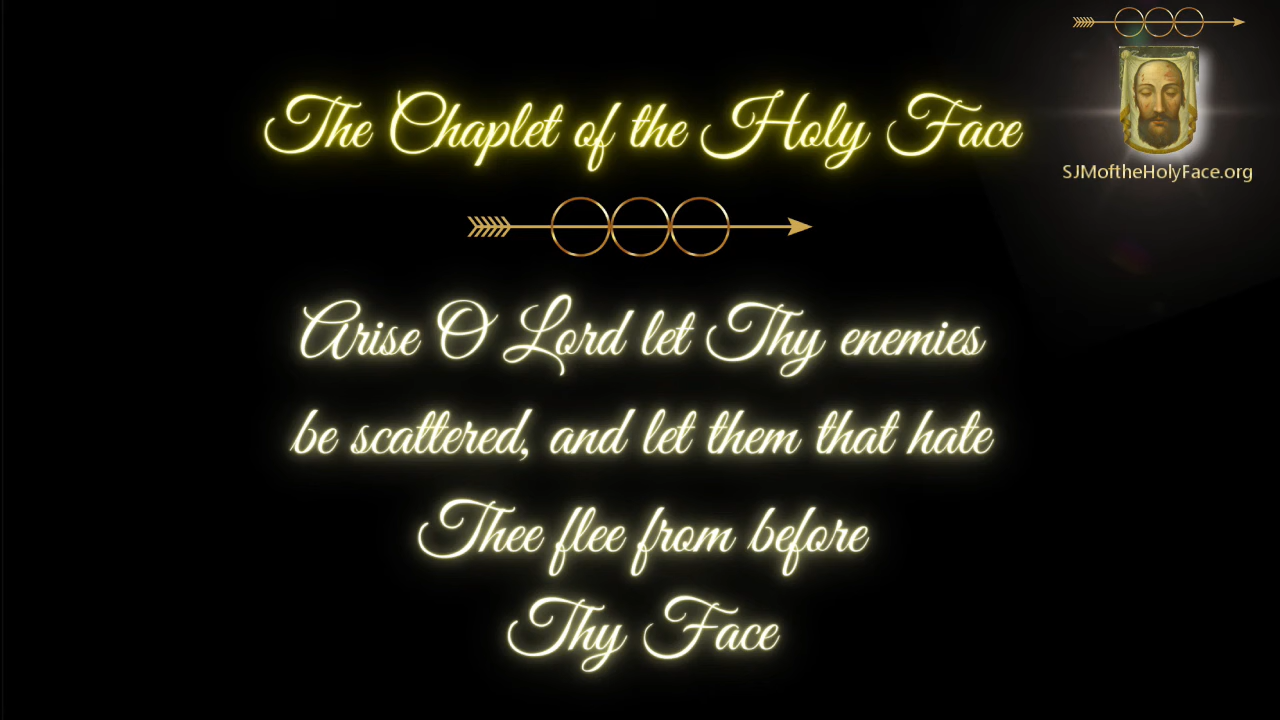 The Chaplet of the Holy Face
SJMoftheHolyFace.org
Arise O Lord let Thy enemies
be scattered, and let them that hate
Thee flee from before
Thy Face